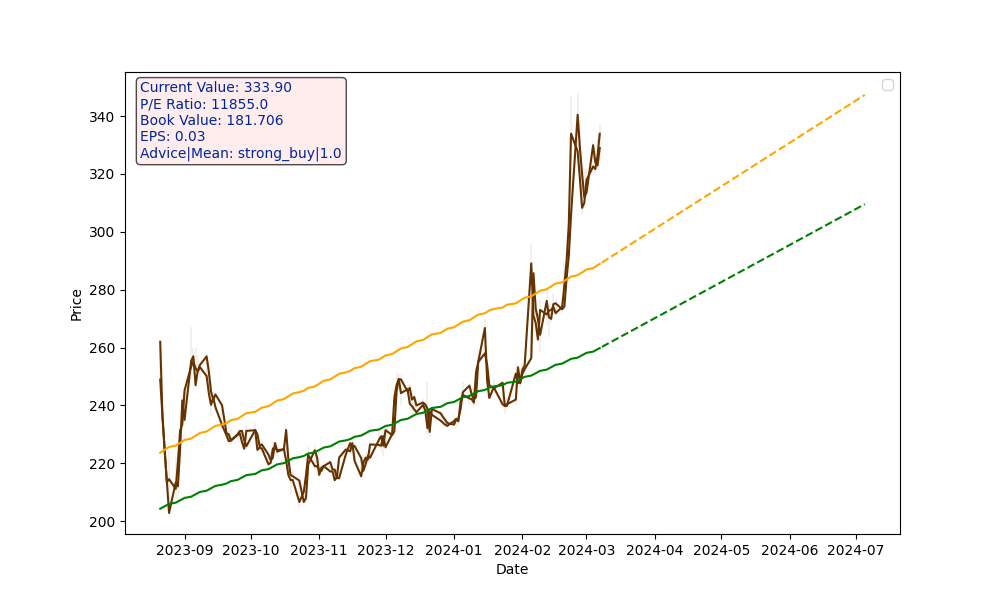 Current Value: 333.90
P/E Ratio: 11855.0
Book Value: 181.706
EPS: 0.03
Advice|Mean: strong_buy|1.0
340
320
300
280
260
240
220
200
Price
2023-09 2023-10 2023-11 2023-12 2024-01 2024-02 2024-03 2024-04 2024-05 2024-06 2024-07
Date